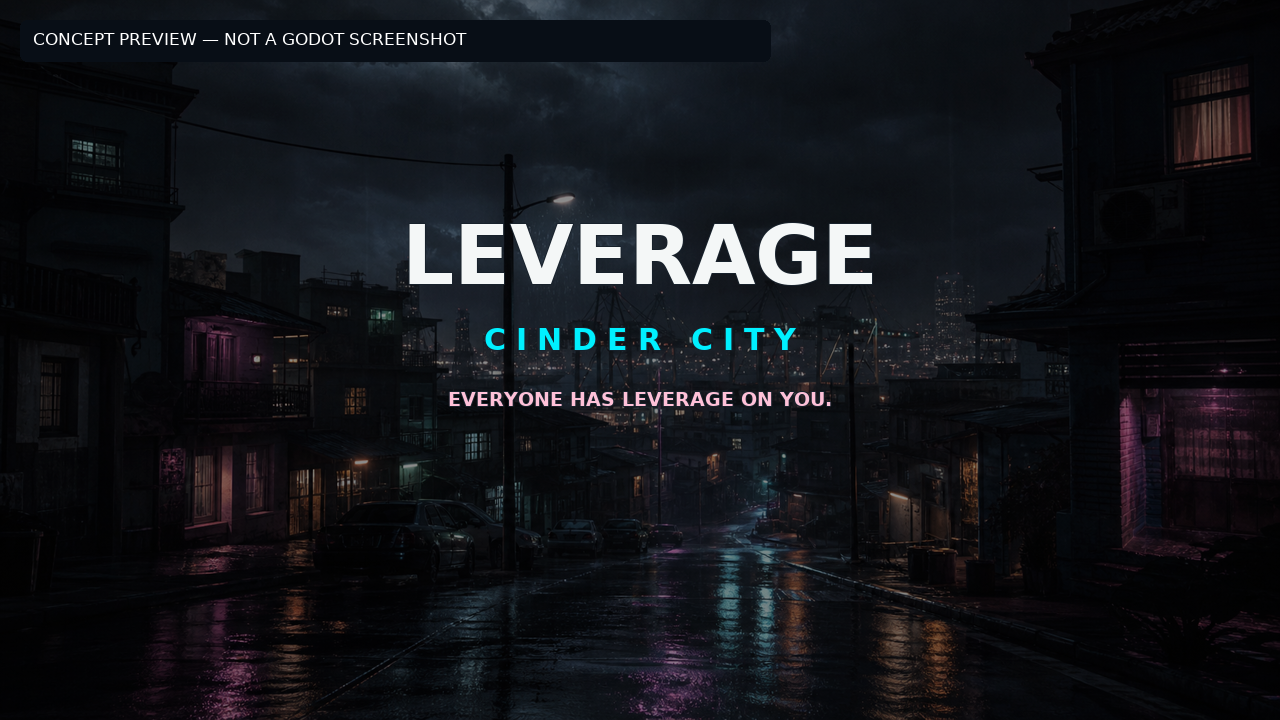 CONCEPT PREVIEW — NOT A GODOT SCREENSHOT
LEVERAGE
CINDER CITY
EVERYONE HAS LEVERAGE ON YOU.